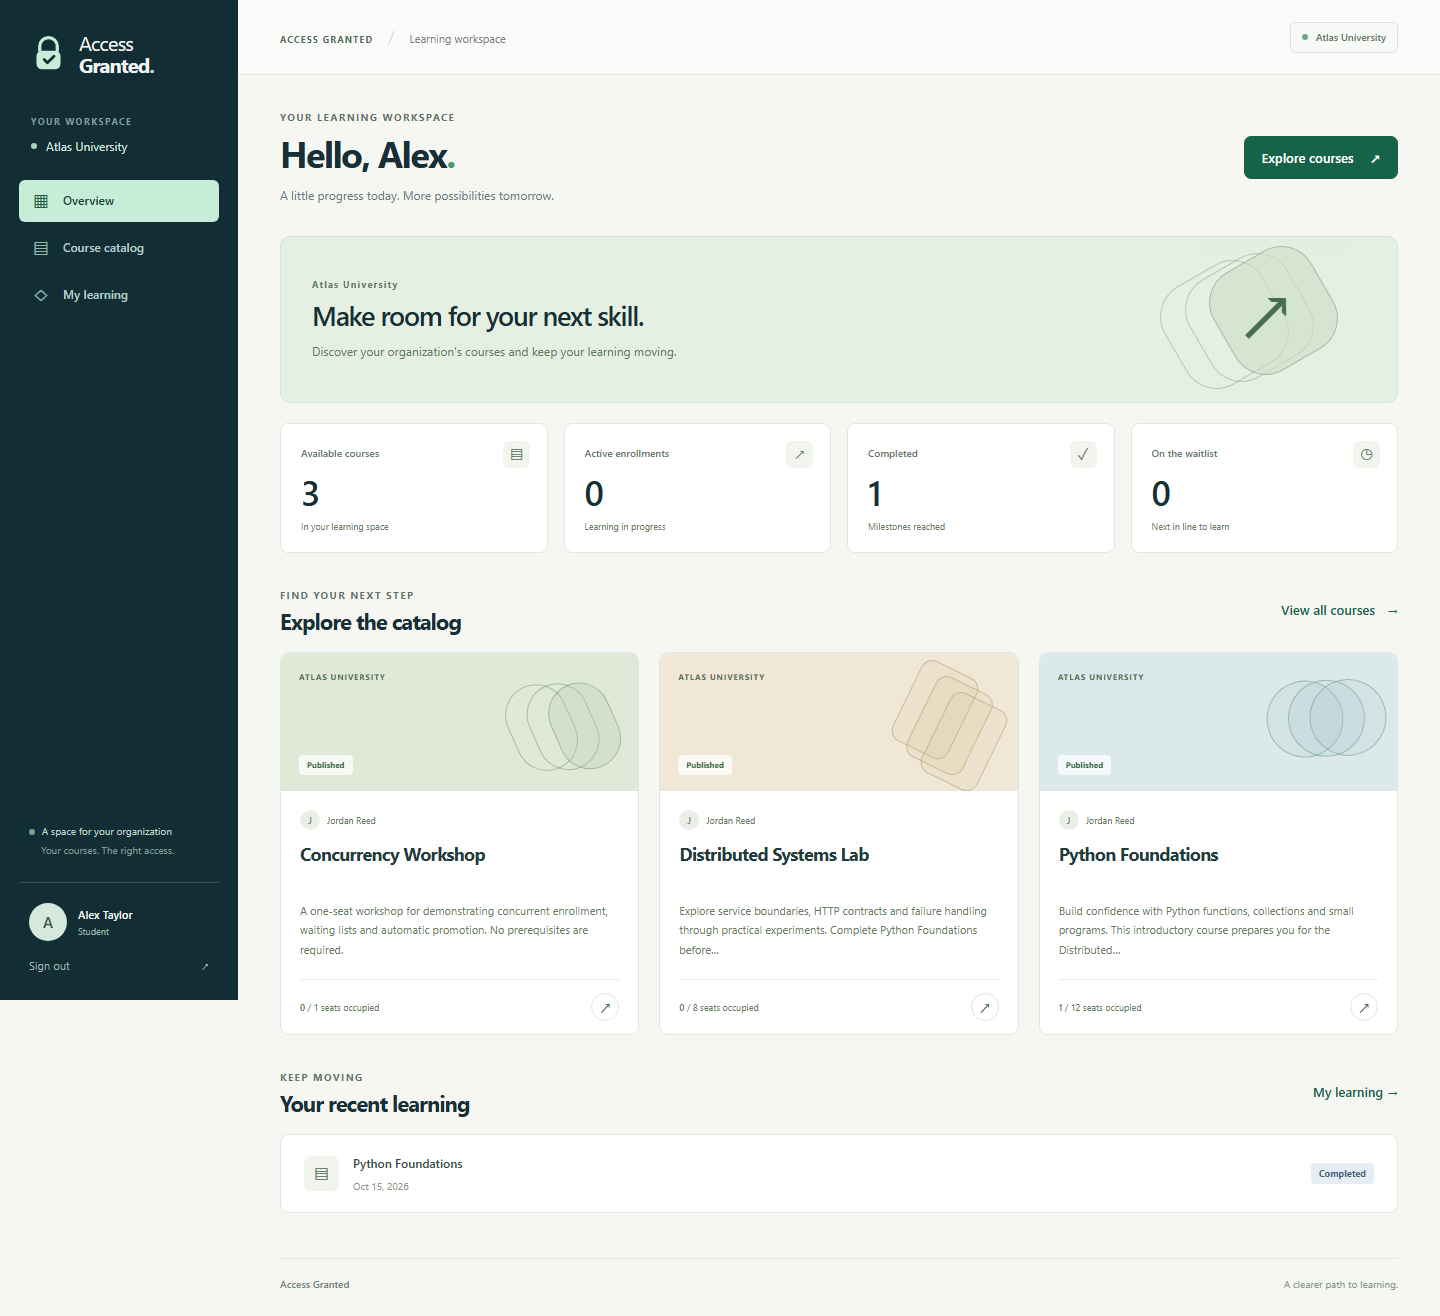 Access
Granted.
YOUR WORKSPACE
Atlas University
Overview
Course catalog
My learning
A space for your organization
Your courses. The right access.
A
Alex Taylor
Student
Sign out
ACCESS GRANTED / Learning workspace
Atlas University
YOUR LEARNING WORKSPACE
Hello, Alex.
A little progress today. More possibilities tomorrow.
Explore courses
Atlas University
Make room for your next skill.
Discover your organization's courses and keep your learning moving.
Available courses
3
In your learning space
Active enrollments
0
Learning in progress
Completed
1
Milestones reached
On the waitlist
0
Next in line to learn
FIND YOUR NEXT STEP
Explore the catalog
View all courses →
ATLAS UNIVERSITY
Published
J
Jordan Reed
Concurrency Workshop
A one-seat workshop for demonstrating concurrent enrollment,
waiting lists and automatic promotion. No prerequisites are
required.
0 / 1 seats occupied
ATLAS UNIVERSITY
Published
J
Jordan Reed
Distributed Systems Lab
Explore service boundaries, HTTP contracts and failure handling
through practical experiments. Complete Python Foundations
before...
0 / 8 seats occupied
ATLAS UNIVERSITY
Published
J
Jordan Reed
Python Foundations
Build confidence with Python functions, collections and small
programs. This introductory course prepares you for the
Distributed...
1 / 12 seats occupied
KEEP MOVING
Your recent learning
My learning →
Python Foundations
Oct 15, 2026
Completed
Access Granted
A clearer path to learning.